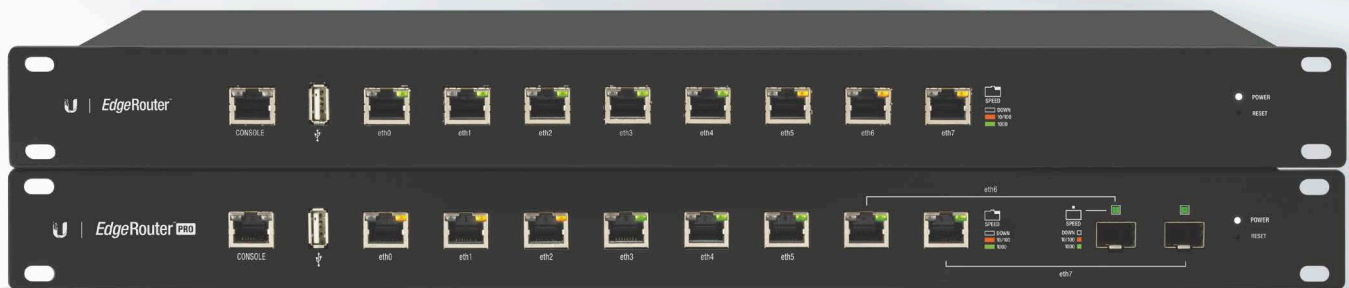 EdgeRouter™
CONSOLE
eth0
eth1
eth2
eth3
eth4
eth5
eth6
eth7
SPEED
DOWN
10/100
1000
POWER
RESET
EdgeRouter™ PRO
CONSOLE
eth0
eth1
eth2
eth3
eth4
eth5
eth6
eth7
SPEED
DOWN
10/100
1000
SPEED
DOWN
10/100
1000
POWER
RESET